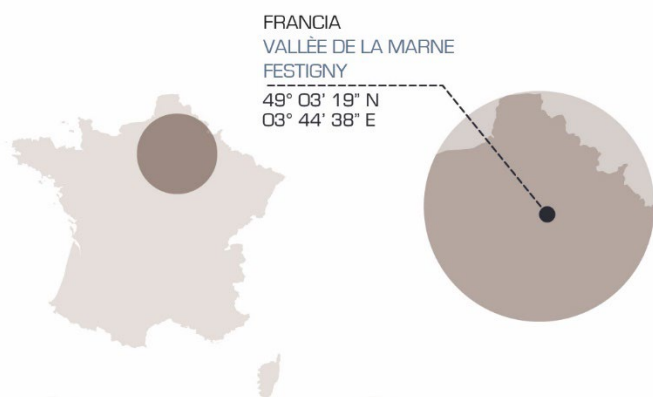 FRANCIA
VALLÈE DE LA MARNE
FESTIGNY
49° 03' 19" N
03° 44' 38" E